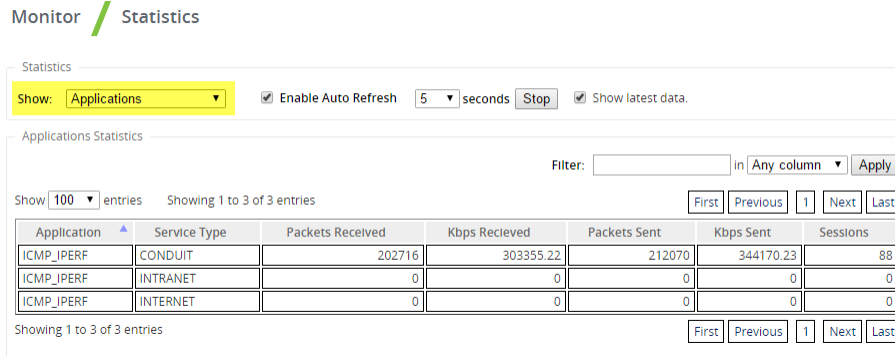 Monitor / Statistics
Statistics
Show: Applications Enable Auto Refresh 5 seconds Stop Show latest data.
Applications Statistics
Filter: in Any column Apply
Show 100 entries Showing 1 to 3 of 3 entries First Previous 1 Next Last
Application Service Type Packets Received Kbps Recieved Packets Sent Kbps Sent Sessions
ICMP_IPERF CONDUIT 202716 303355.22 212070 344170.23 88
ICMP_IPERF INTRANET 0 0 0 0 0
ICMP_IPERF INTERNET 0 0 0 0 0
Showing 1 to 3 of 3 entries First Previous 1 Next Last